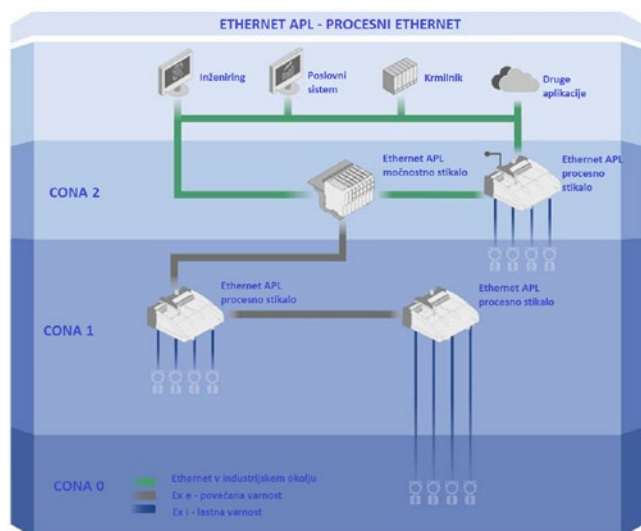 ETHERNET APL - PROCESNI ETHERNET
Inženiring
Poslovni
sistem
Krmilnik
Druge
aplikacije
Ethernet APL
močnostno stikalo
Ethernet APL
procesno
stikalo
CONA 2
Ethernet APL
procesno stikalo
Ethernet APL
procesno stikalo
CONA 1
CONA 0
Ethernet v industrijskem okolju
Ex e - povečana varnost
Ex i - lastna varnost